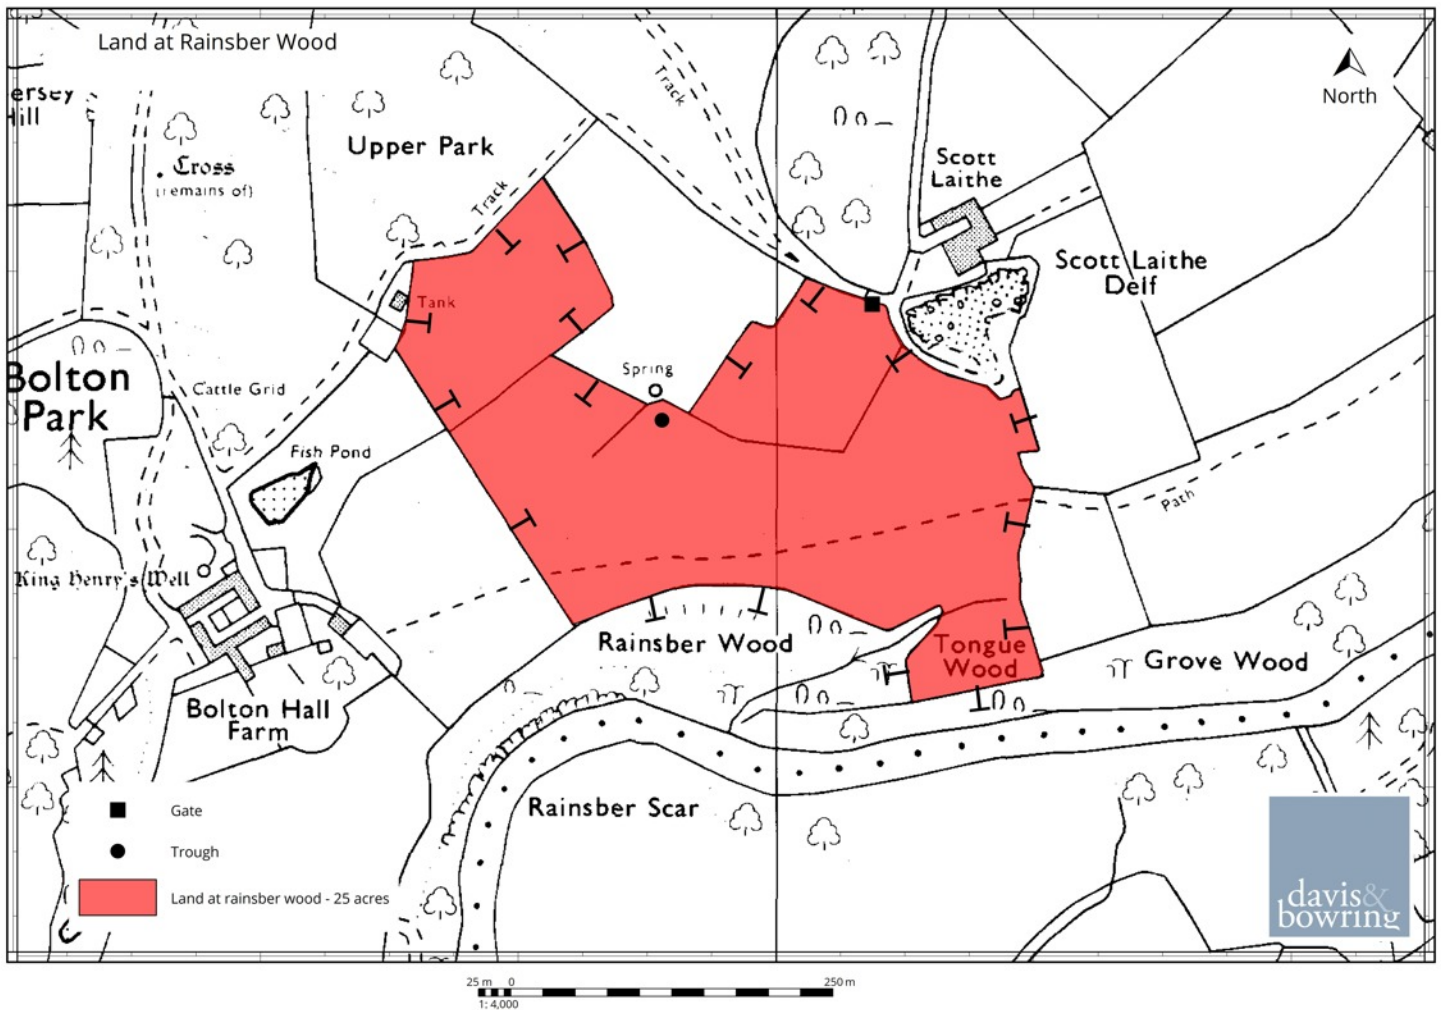 Land at Rainsber Wood
North
Track
Upper Park
Cross
(remains of)
Scott
Laithe
Track
Scott Laithe
Delf
Tank
Spring
Bolton
Park
Cattle Grid
Fish Pond
Path
King Henry's Well
Rainsber Wood
Tongue
Wood
Grove Wood
Bolton Hall
Farm
Rainsber Scar
Gate
Trough
Land at rainsber wood - 25 acres
davis&
bowring
25 m 0 250 m
1: 4,000